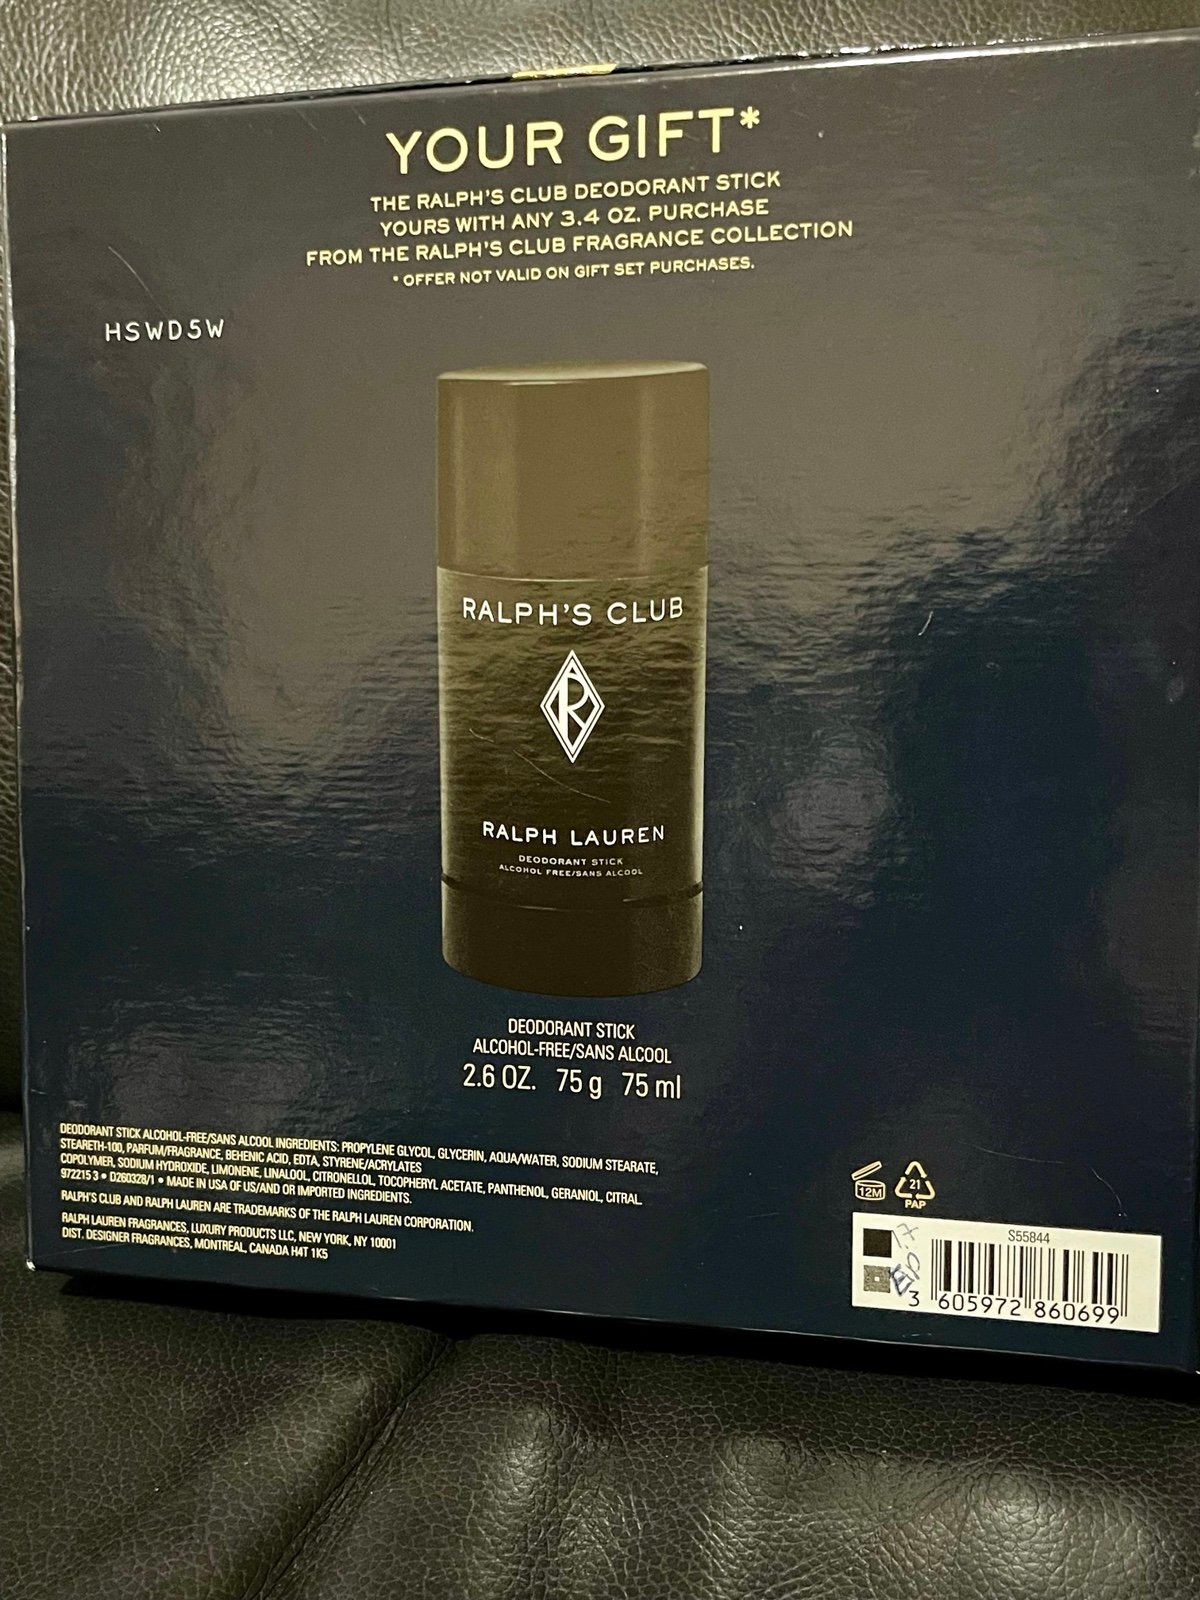 YOUR GIFT*
THE RALPH'S CLUB DEODORANT STICK
YOURS WITH ANY 3.4 OZ. PURCHASE
FROM THE RALPH'S CLUB FRAGRANCE COLLECTION
* OFFER NOT VALID ON GIFT SET PURCHASES.
HSWD5W
RALPH'S CLUB
R
RALPH LAUREN
DEODORANT STICK
ALCOHOL FREE/SANS ALCOOL
DEODORANT STICK
ALCOHOL-FREE/SANS ALCOOL
2.6 OZ. 75 g 75 ml
DEODORANT STICK ALCOHOL-FREE/SANS ALCOOL INGREDIENTS: PROPYLENE GLYCOL, GLYCERIN, AQUA/WATER, SODIUM STEARATE,
STEARETH-100, PARFUM/FRAGRANCE, BEHENIC ACID, EDTA, STYRENE/ACRYLATES
COPOLYMER, SODIUM HYDROXIDE, LIMONENE, LINALOOL, CITRONELLOL, TOCOPHERYL ACETATE, PANTHENOL, GERANIOL, CITRAL.
972215 3 • D260328/1 • MADE IN USA OF US/AND OR IMPORTED INGREDIENTS.
RALPH'S CLUB AND RALPH LAUREN ARE TRADEMARKS OF THE RALPH LAUREN CORPORATION.
RALPH LAUREN FRAGRANCES, LUXURY PRODUCTS LLC, NEW YORK, NY 10001
DIST. DESIGNER FRAGRANCES, MONTREAL, CANADA H4T 1K5
12M
21
PAP
S55844
3 605972 860699